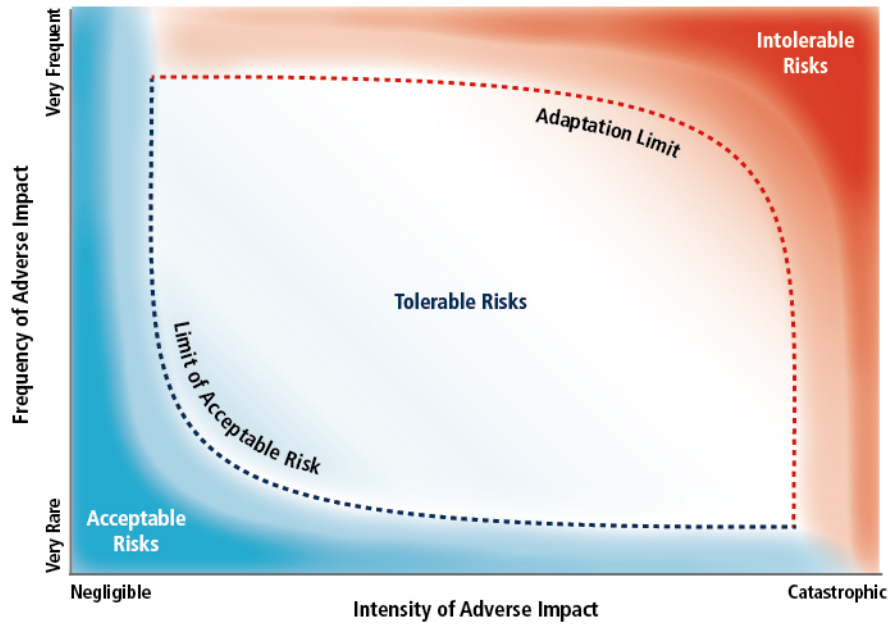 Very Frequent
Intolerable
Risks
Adaptation Limit
Frequency of Adverse Impact
Tolerable Risks
Limit of Acceptable Risk
Very Rare
Acceptable
Risks
Negligible
Catastrophic
Intensity of Adverse Impact